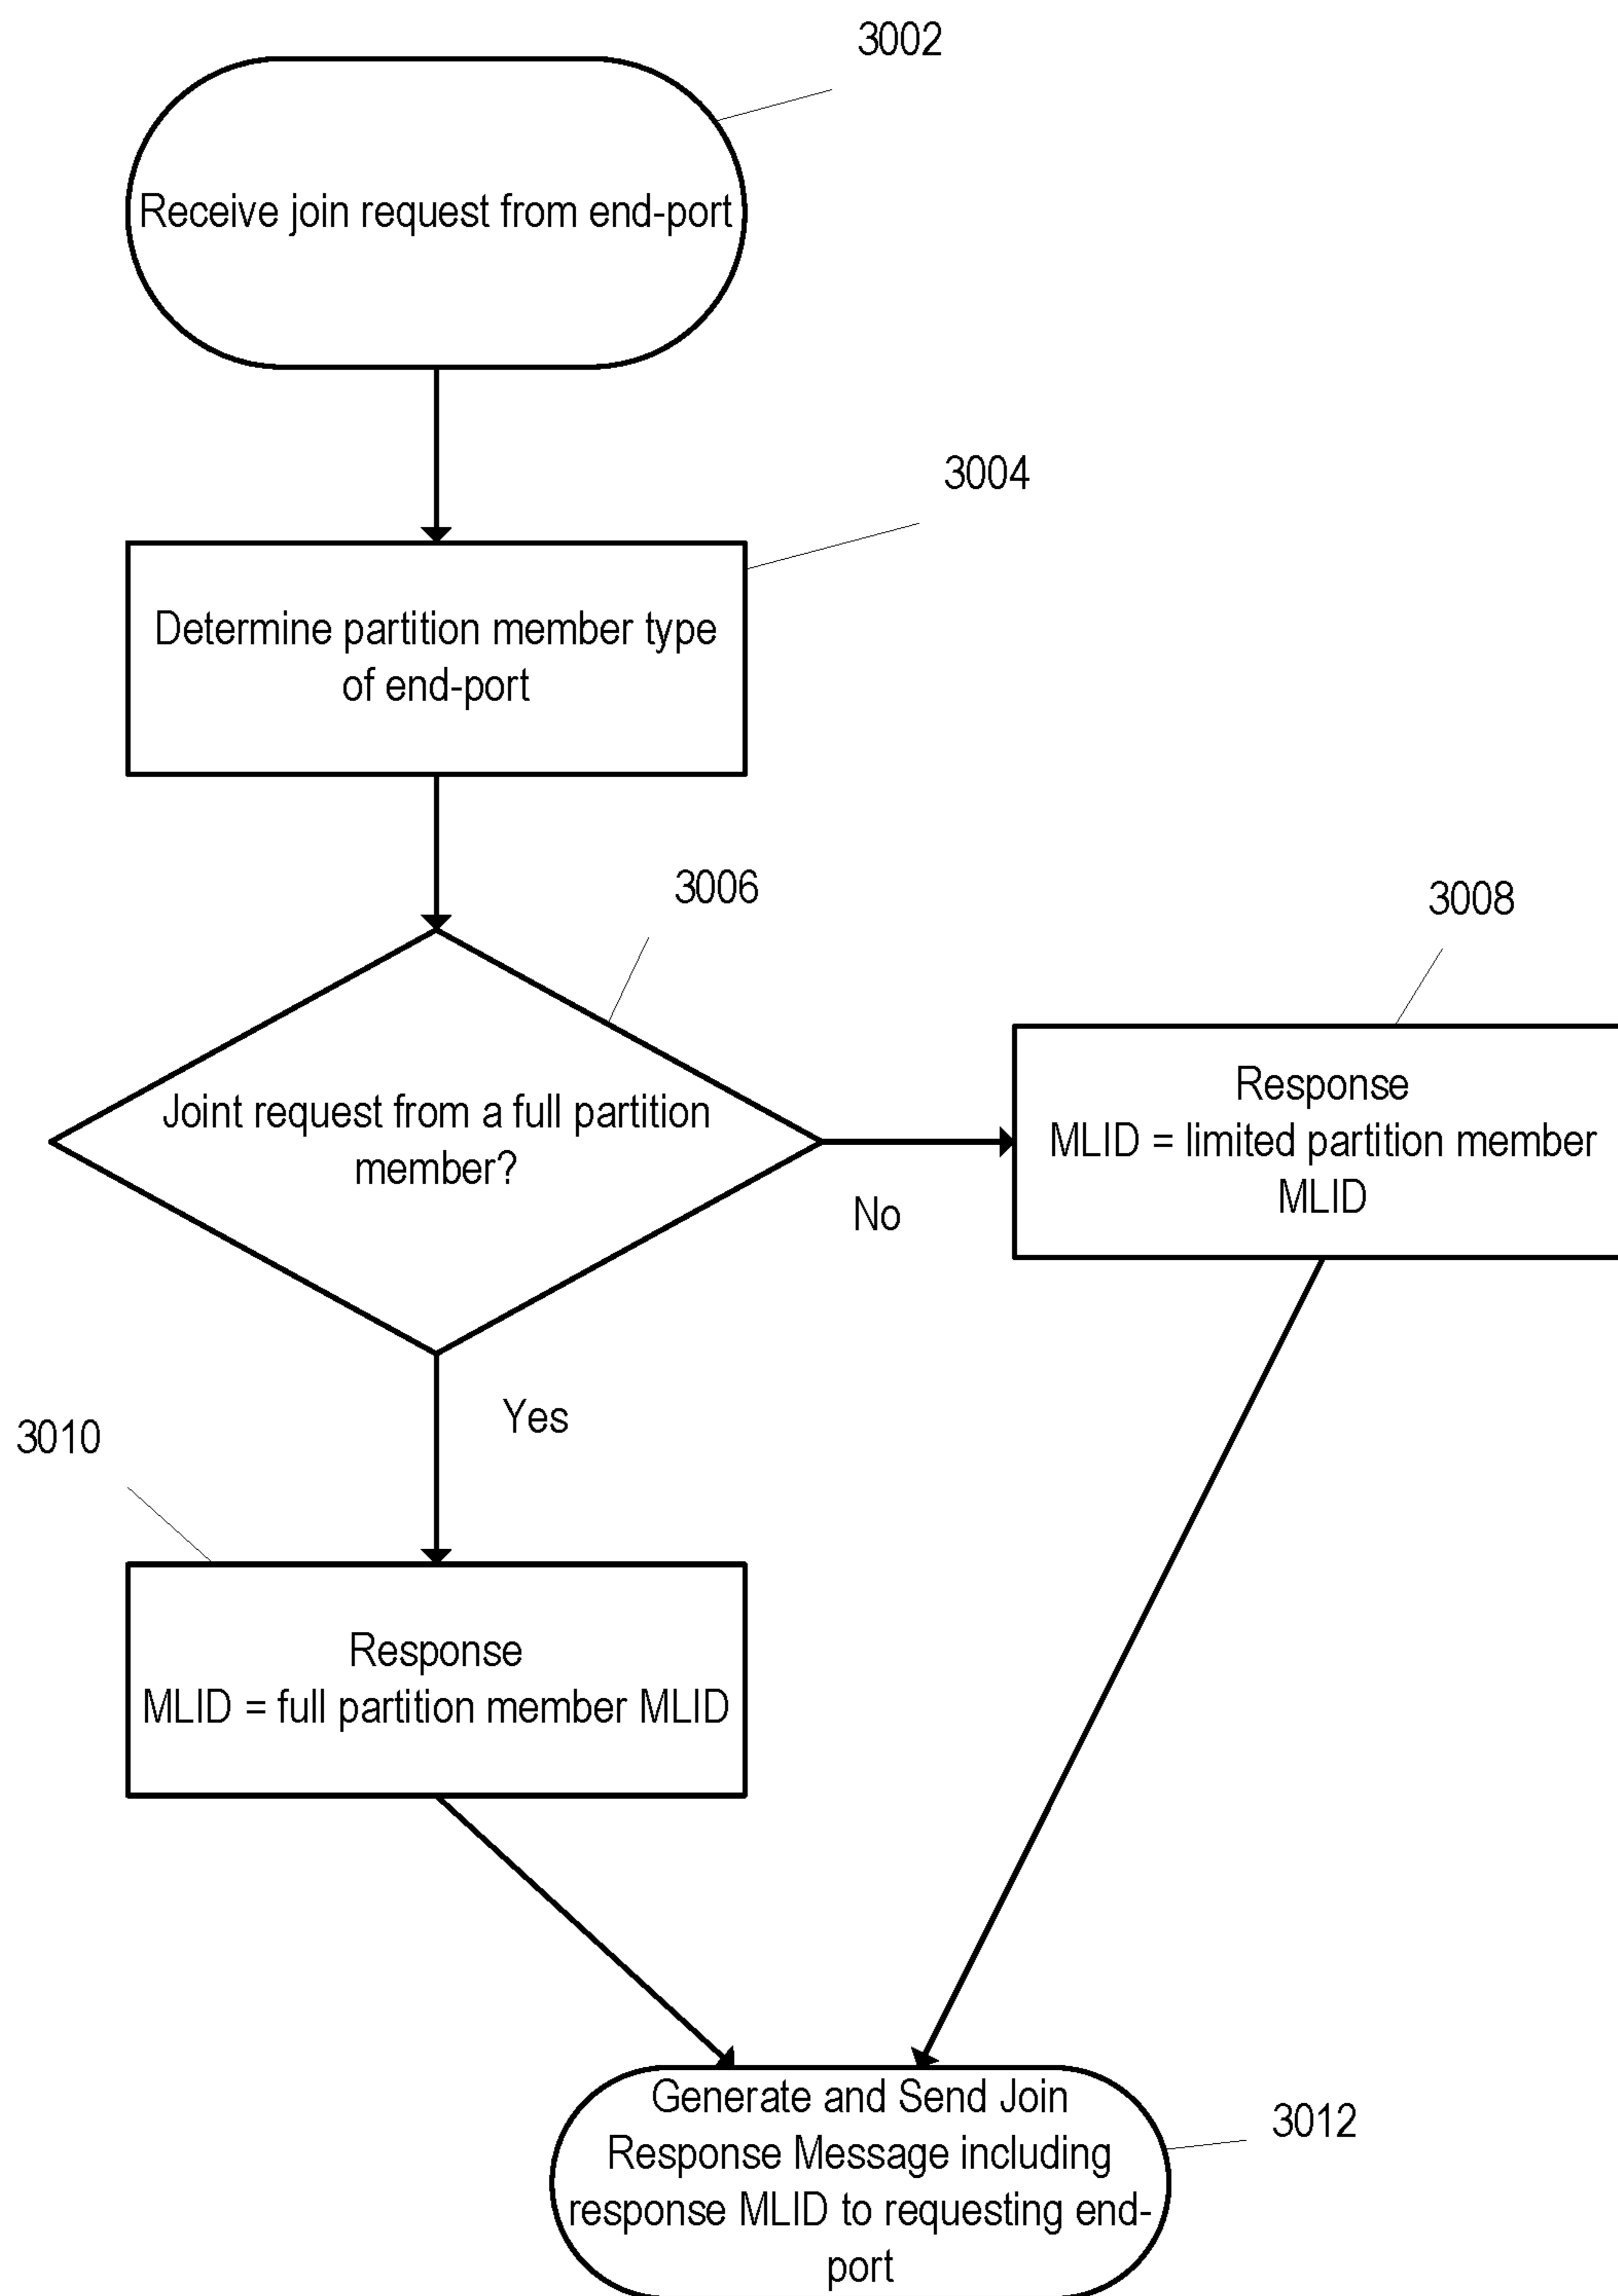 3002
Receive join request from end-port
3004
Determine partition member type
of end-port
3006
3008
Joint request from a full partition
member?
Response
MLID = limited partition member
MLID
No
Yes
3010
Response
MLID = full partition member MLID
Generate and Send Join
Response Message including
response MLID to requesting end-
port
3012